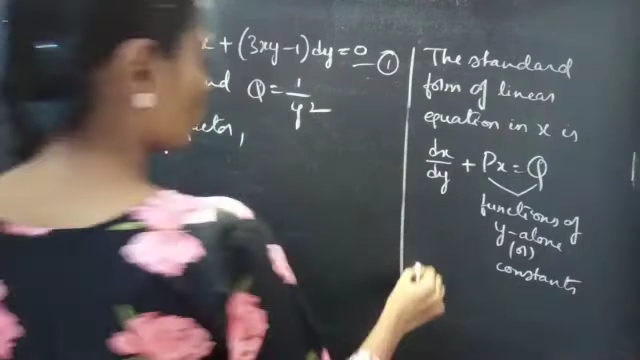 x + (3xy-1) dy = 0 — ①
Q = 1/y²
The standard
form of linear
equation in x is
dx/dy + Px = Q
functions of
y-alone
(or)
constants